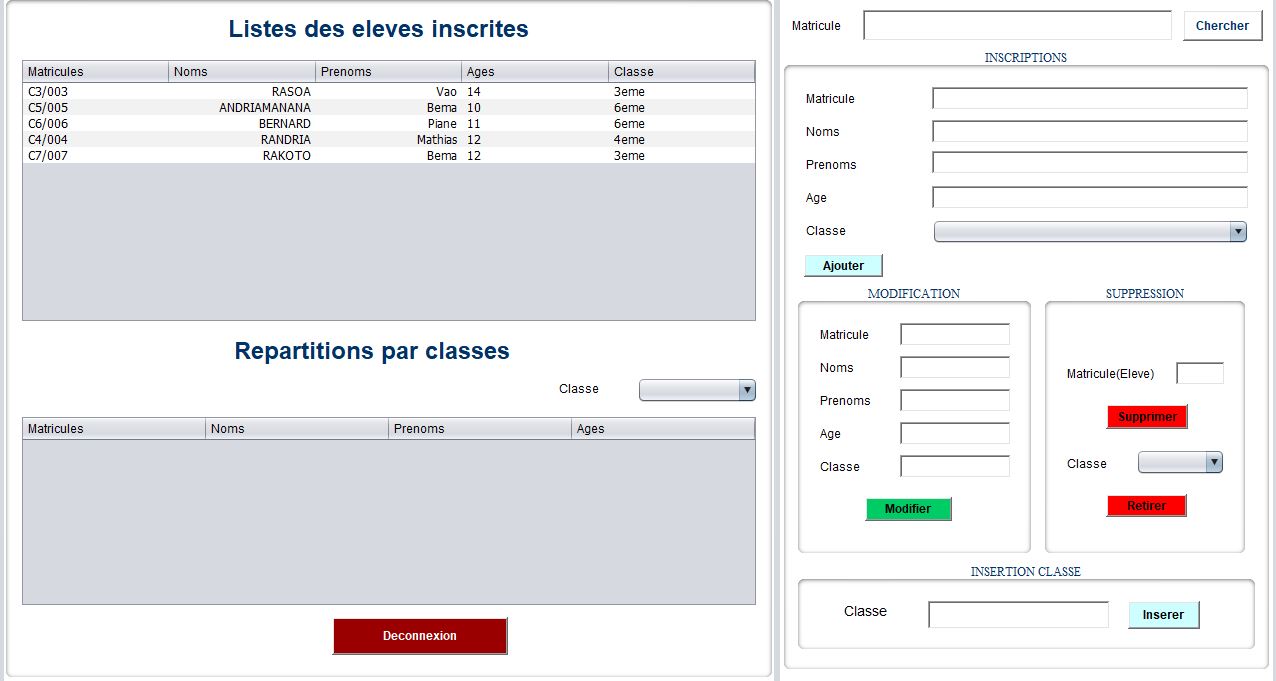 Listes des eleves inscrites
Matricules Noms Prenoms Ages Classe
C3/003 RASOA Vao 14 3eme
C5/005 ANDRIAMANANA Bema 10 6eme
C6/006 BERNARD Piane 11 6eme
C4/004 RANDRIA Mathias 12 4eme
C7/007 RAKOTO Bema 12 3eme
Repartitions par classes
Classe
Matricules Noms Prenms Ages
Deconnexion
Matricule Chercher
INSCRIPTIONS
Matricule
Noms
Prenoms
Age
Classe
Ajouter
MODIFICATION
Matricule
Noms
Prenoms
Age
Classe
Modifier
SUPPRESSION
Matricule(Eleve)
Supprimer
Classe
Retirer
INSERTION CLASSE
Classe Inserer